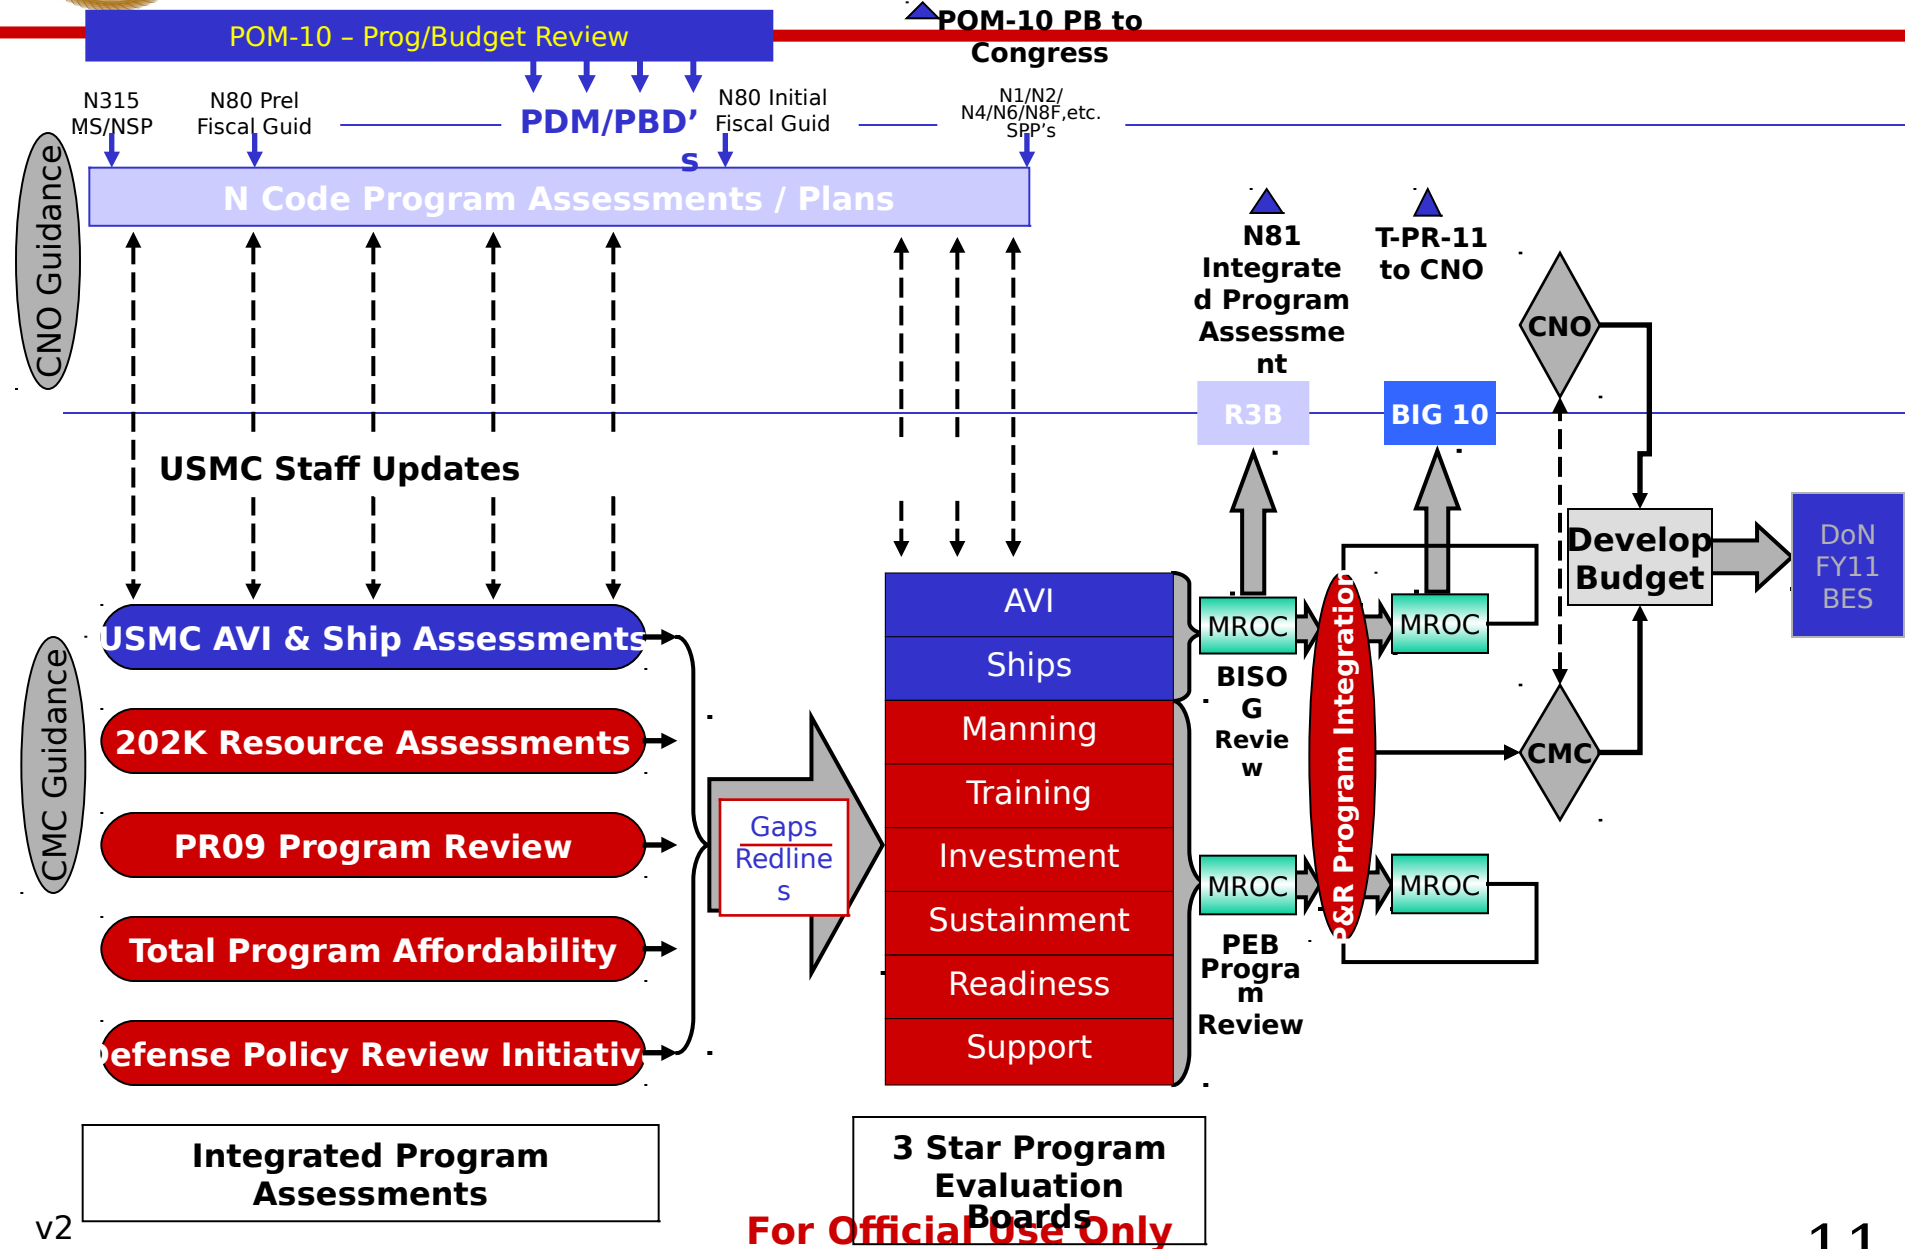 POM-10 – Prog/Budget Review
POM-10 PB to
Congress
N315
MS/NSP
N80 Prel
Fiscal Guid
PDM/PBD’
s
N80 Initial
Fiscal Guid
N1/N2/
N4/N6/N8F,etc.
SPP’s
CNO Guidance
N Code Program Assessments / Plans
N81
Integrate
d Program
Assessme
nt
T-PR-11
to CNO
CNO
R3B
BIG 10
USMC Staff Updates
Develop
Budget
DoN
FY11
BES
CMC Guidance
USMC AVI & Ship Assessments
202K Resource Assessments
PR09 Program Review
Total Program Affordability
Defense Policy Review Initiativ
Gaps
Redline
s
AVI
Ships
Manning
Training
Investment
Sustainment
Readiness
Support
MROC
BISO
G
Revie
w
MROC
PEB
Progra
m
Review
P&R Program Integration
MROC
MROC
CMC
Integrated Program
Assessments
3 Star Program
Evaluation
Boards
v2
For Official Use Only
11